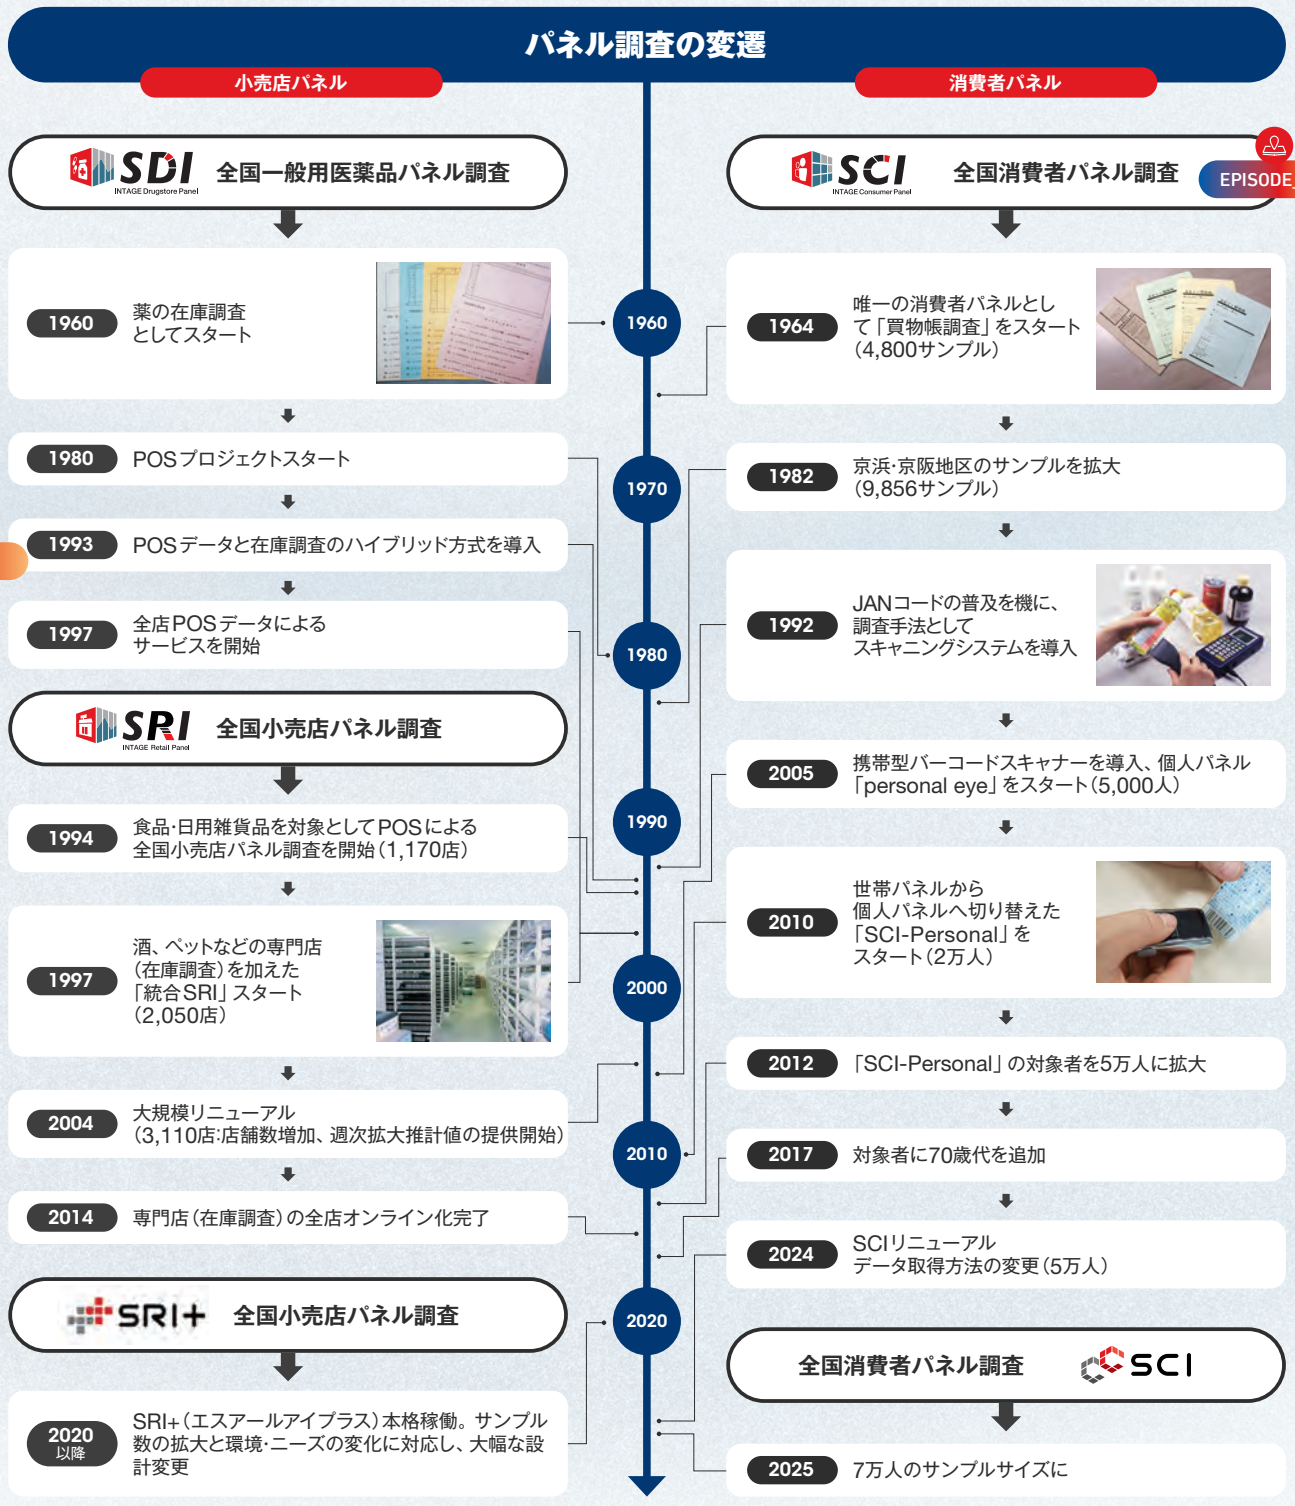 パネル調査の変遷
小売店パネル
SDI
INTAGE Drugstore Panel
全国一般用医薬品パネル調査
1960
薬の在庫調査
としてスタート
1980
POSプロジェクトスタート
1993
POSデータと在庫調査のハイブリッド方式を導入
1997
全店POSデータによる
サービスを開始
SRI
INTAGE Retail Panel
全国小売店パネル調査
1994
食品・日用雑貨品を対象としてPOSによる
全国小売店パネル調査を開始（1,170店）
1997
酒、ペットなどの専門店
（在庫調査）を加えた
「統合SRI」スタート
（2,050店）
2004
大規模リニューアル
（3,110店：店舗数増加、週次拡大推計値の提供開始）
2014
専門店（在庫調査）の全店オンライン化完了
SRI+
全国小売店パネル調査
2020
以降
SRI+（エスアールアイプラス）本格稼働。サンプル
数の拡大と環境・ニーズの変化に対応し、大幅な設
計変更
1960
1970
1980
1990
2000
2010
2020
消費者パネル
SCI
INTAGE Consumer Panel
全国消費者パネル調査
EPISODE_
1964
唯一の消費者パネルとし
て「買物帳調査」をスタート
（4,800サンプル）
1982
京浜・京阪地区のサンプルを拡大
（9,856サンプル）
1992
JANコードの普及を機に、
調査手法として
スキャニングシステムを導入
2005
携帯型バーコードスキャナーを導入、個人パネル
「personal eye」をスタート（5,000人）
2010
世帯パネルから
個人パネルへ切り替えた
「SCI-Personal」を
スタート（2万人）
2012
「SCI-Personal」の対象者を5万人に拡大
2017
対象者に70歳代を追加
2024
SCIリニューアル
データ取得方法の変更（5万人）
全国消費者パネル調査
SCI
2025
7万人のサンプルサイズに